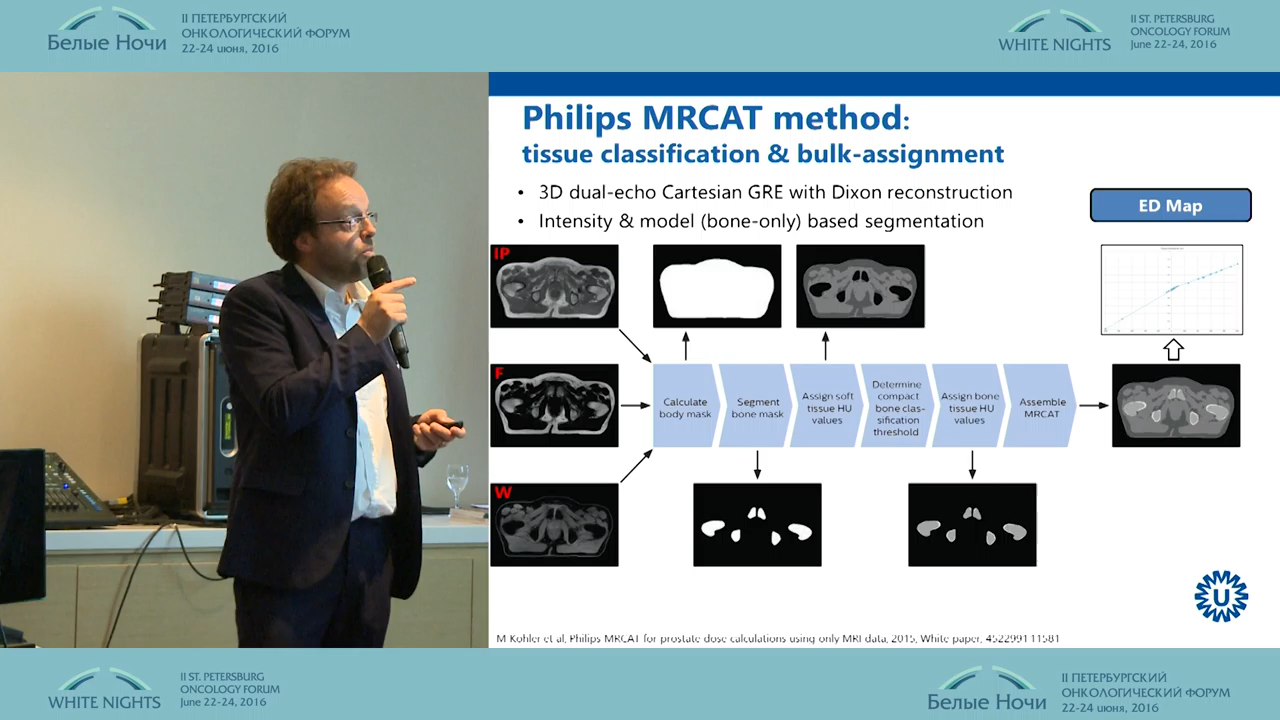 II ПЕТЕРБУРГСКИЙ
ОНКОЛОГИЧЕСКИЙ ФОРУМ
Белые Ночи
22-24 июня, 2016
II ST. PETERSBURG
ONCOLOGY FORUM
WHITE NIGHTS
June 22-24, 2016
Philips MRCAT method:
tissue classification & bulk-assignment
• 3D dual-echo Cartesian GRE with Dixon reconstruction
• Intensity & model (bone-only) based segmentation
ED Map
IP
F
W
Calculate
body mask
Segment
bone mask
Assign soft
tissue HU
values
Determine
compact
bone clas-
sification
threshold
Assign bone
tissue HU
values
Assemble
MRCAT
U
M Kohler et al, Philips MRCAT for prostate dose calculations using only MRI data, 2015, White paper, 452299111581
II ST. PETERSBURG
ONCOLOGY FORUM
WHITE NIGHTS
June 22-24, 2016
II ПЕТЕРБУРГСКИЙ
ОНКОЛОГИЧЕСКИЙ ФОРУМ
Белые Ночи
22-24 июня, 2016